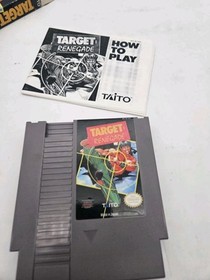 TARGET
RENEGADE
HOW TO
PLAY
TAITO
TARGET
RENEGADE
TAITO